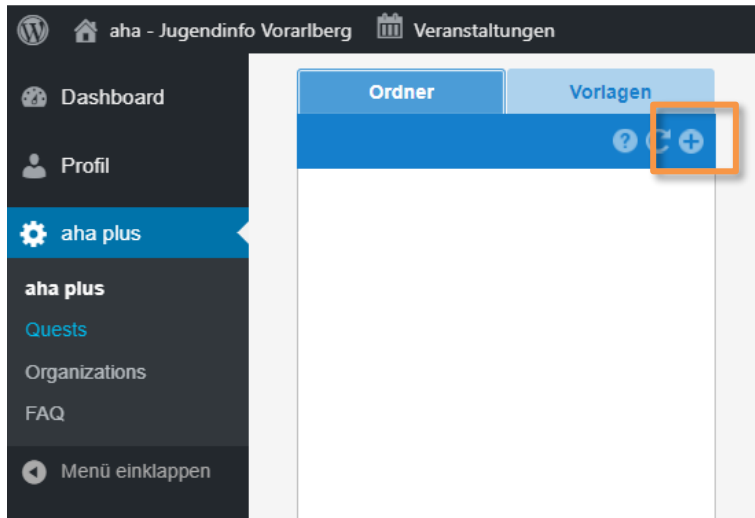 aha - Jugendinfo Vorarlberg Veranstaltungen
Ordner Vorlagen
Dashboard
Profil
aha plus
aha plus
Quests
Organizations
FAQ
Menü einklappen